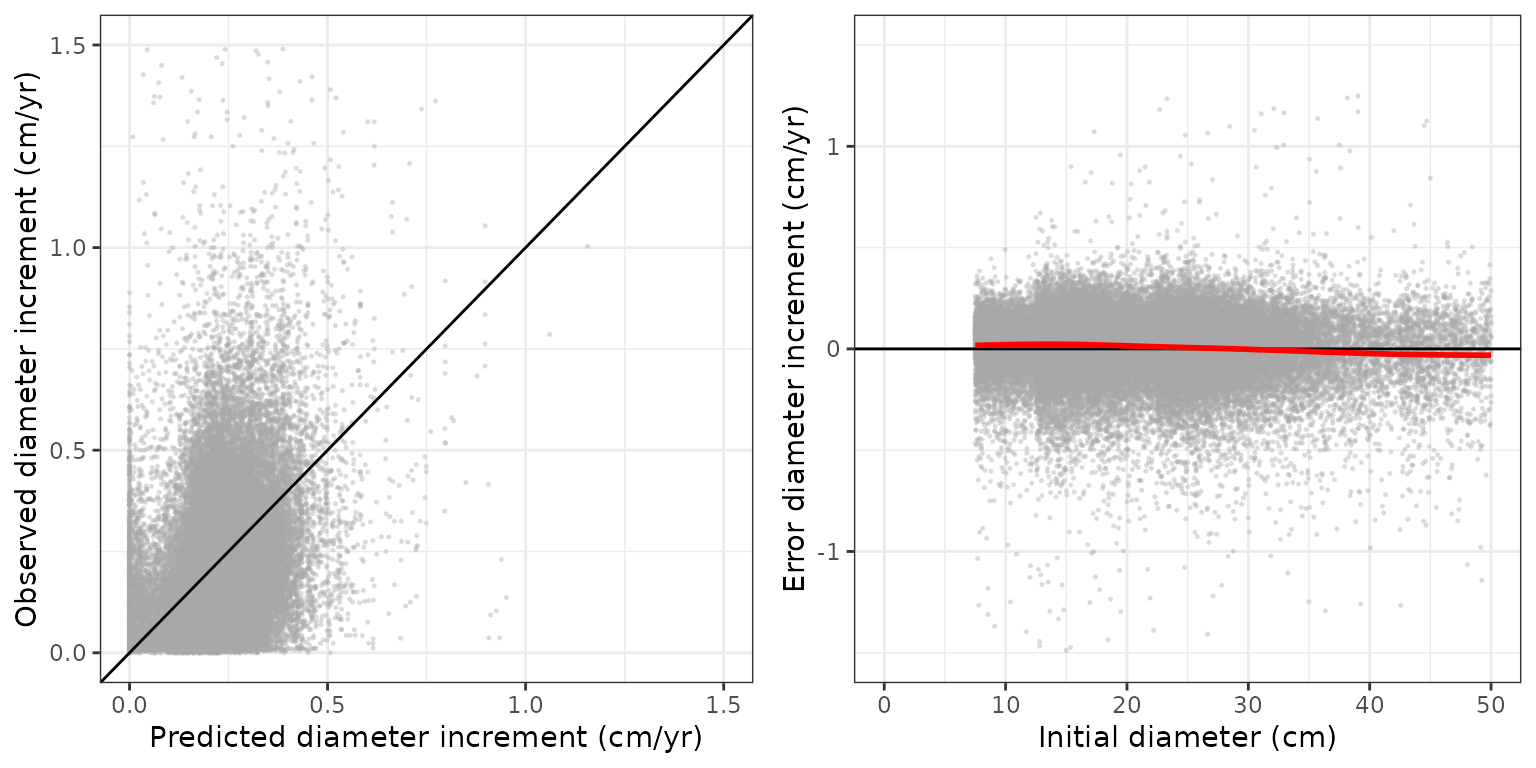 Observed diameter increment (cm/yr)
1.5
1.0
0.5
0.0
0.0 0.5 1.0 1.5
Predicted diameter increment (cm/yr)
Error diameter increment (cm/yr)
1
0
-1
0 10 20 30 40 50
Initial diameter (cm)